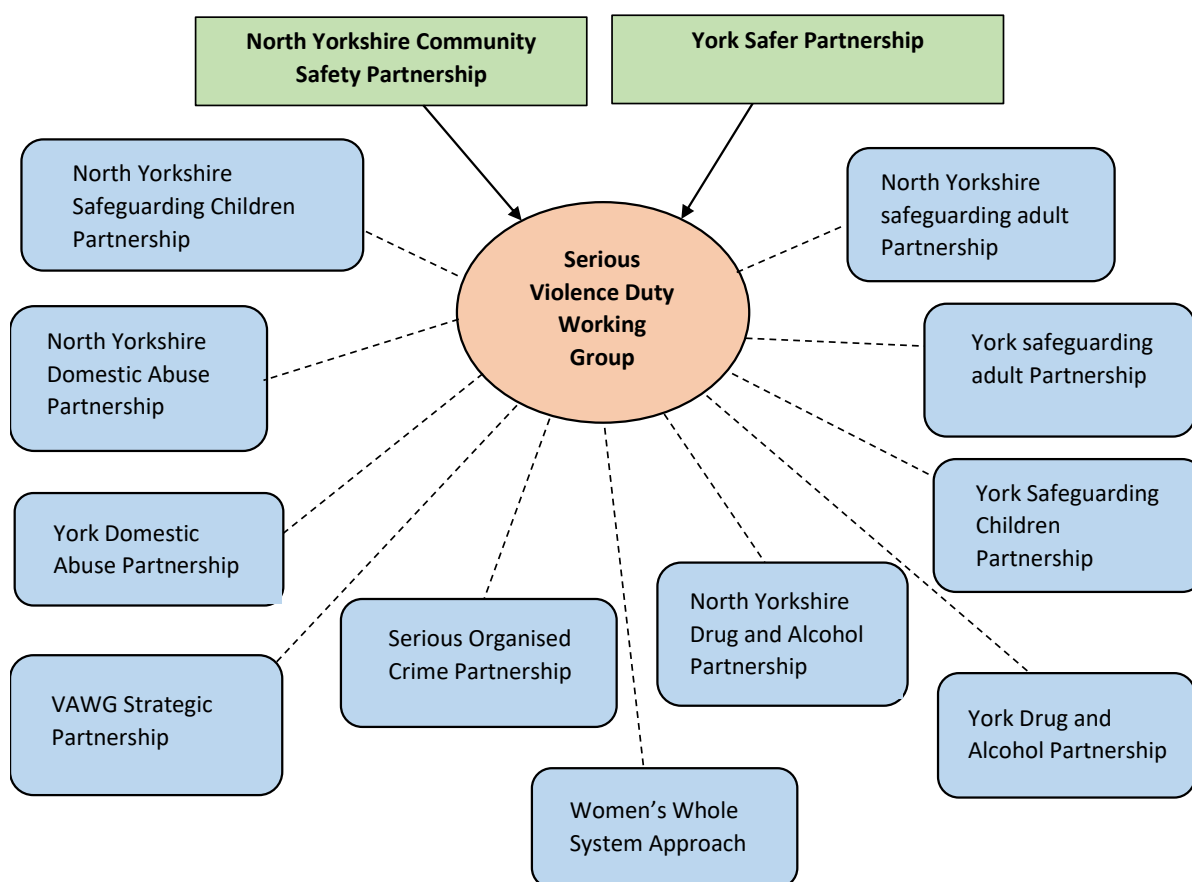 North Yorkshire Community
Safety Partnership
York Safer Partnership
North Yorkshire
Safeguarding Children
Partnership
North Yorkshire
safeguarding adult
Partnership
Serious
Violence Duty
Working
Group
North Yorkshire
Domestic Abuse
Partnership
York safeguarding
adult Partnership
York Domestic
Abuse Partnership
York Safeguarding
Children
Partnership
Serious Organised
Crime Partnership
North Yorkshire
Drug and Alcohol
Partnership
VAWG Strategic
Partnership
York Drug and
Alcohol Partnership
Women’s Whole
System Approach